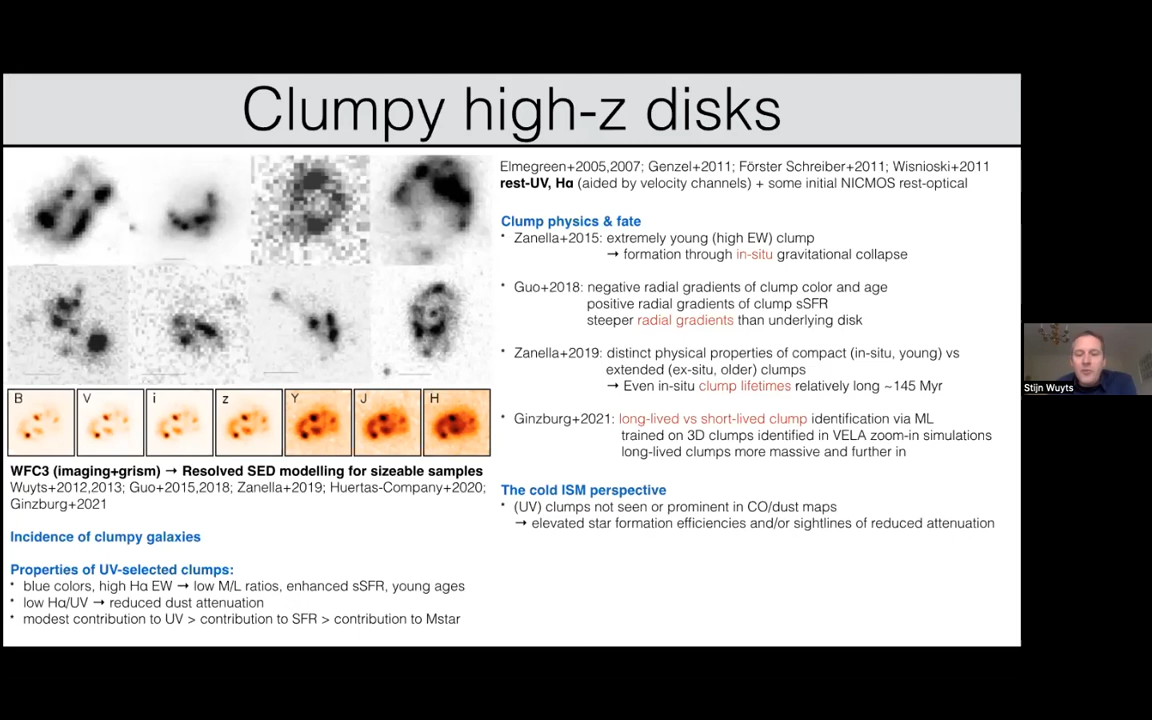 Clumpy high-z disks
B
V
i
z
Y
J
H
WFC3 (imaging+grism) → Resolved SED modelling for sizeable samples
Wuyts+2012,2013; Guo+2015,2018; Zanella+2019; Huertas-Company+2020;
Ginzburg+2021
Incidence of clumpy galaxies
Properties of UV-selected clumps:
• blue colors, high Hα EW → low M/L ratios, enhanced sSFR, young ages
• low Hα/UV → reduced dust attenuation
• modest contribution to UV > contribution to SFR > contribution to Mstar
Elmegreen+2005,2007; Genzel+2011; Förster Schreiber+2011; Wisnioski+2011
rest-UV, Hα (aided by velocity channels) + some initial NICMOS rest-optical
Clump physics & fate
• Zanella+2015: extremely young (high EW) clump
→ formation through in-situ gravitational collapse
• Guo+2018: negative radial gradients of clump color and age
positive radial gradients of clump sSFR
steeper radial gradients than underlying disk
• Zanella+2019: distinct physical properties of compact (in-situ, young) vs
extended (ex-situ, older) clumps
→ Even in-situ clump lifetimes relatively long ~145 Myr
• Ginzburg+2021: long-lived vs short-lived clump identification via ML
trained on 3D clumps identified in VELA zoom-in simulations
long-lived clumps more massive and further in
The cold ISM perspective
• (UV) clumps not seen or prominent in CO/dust maps
→ elevated star formation efficiencies and/or sightlines of reduced attenuation
Stijn Wuyts